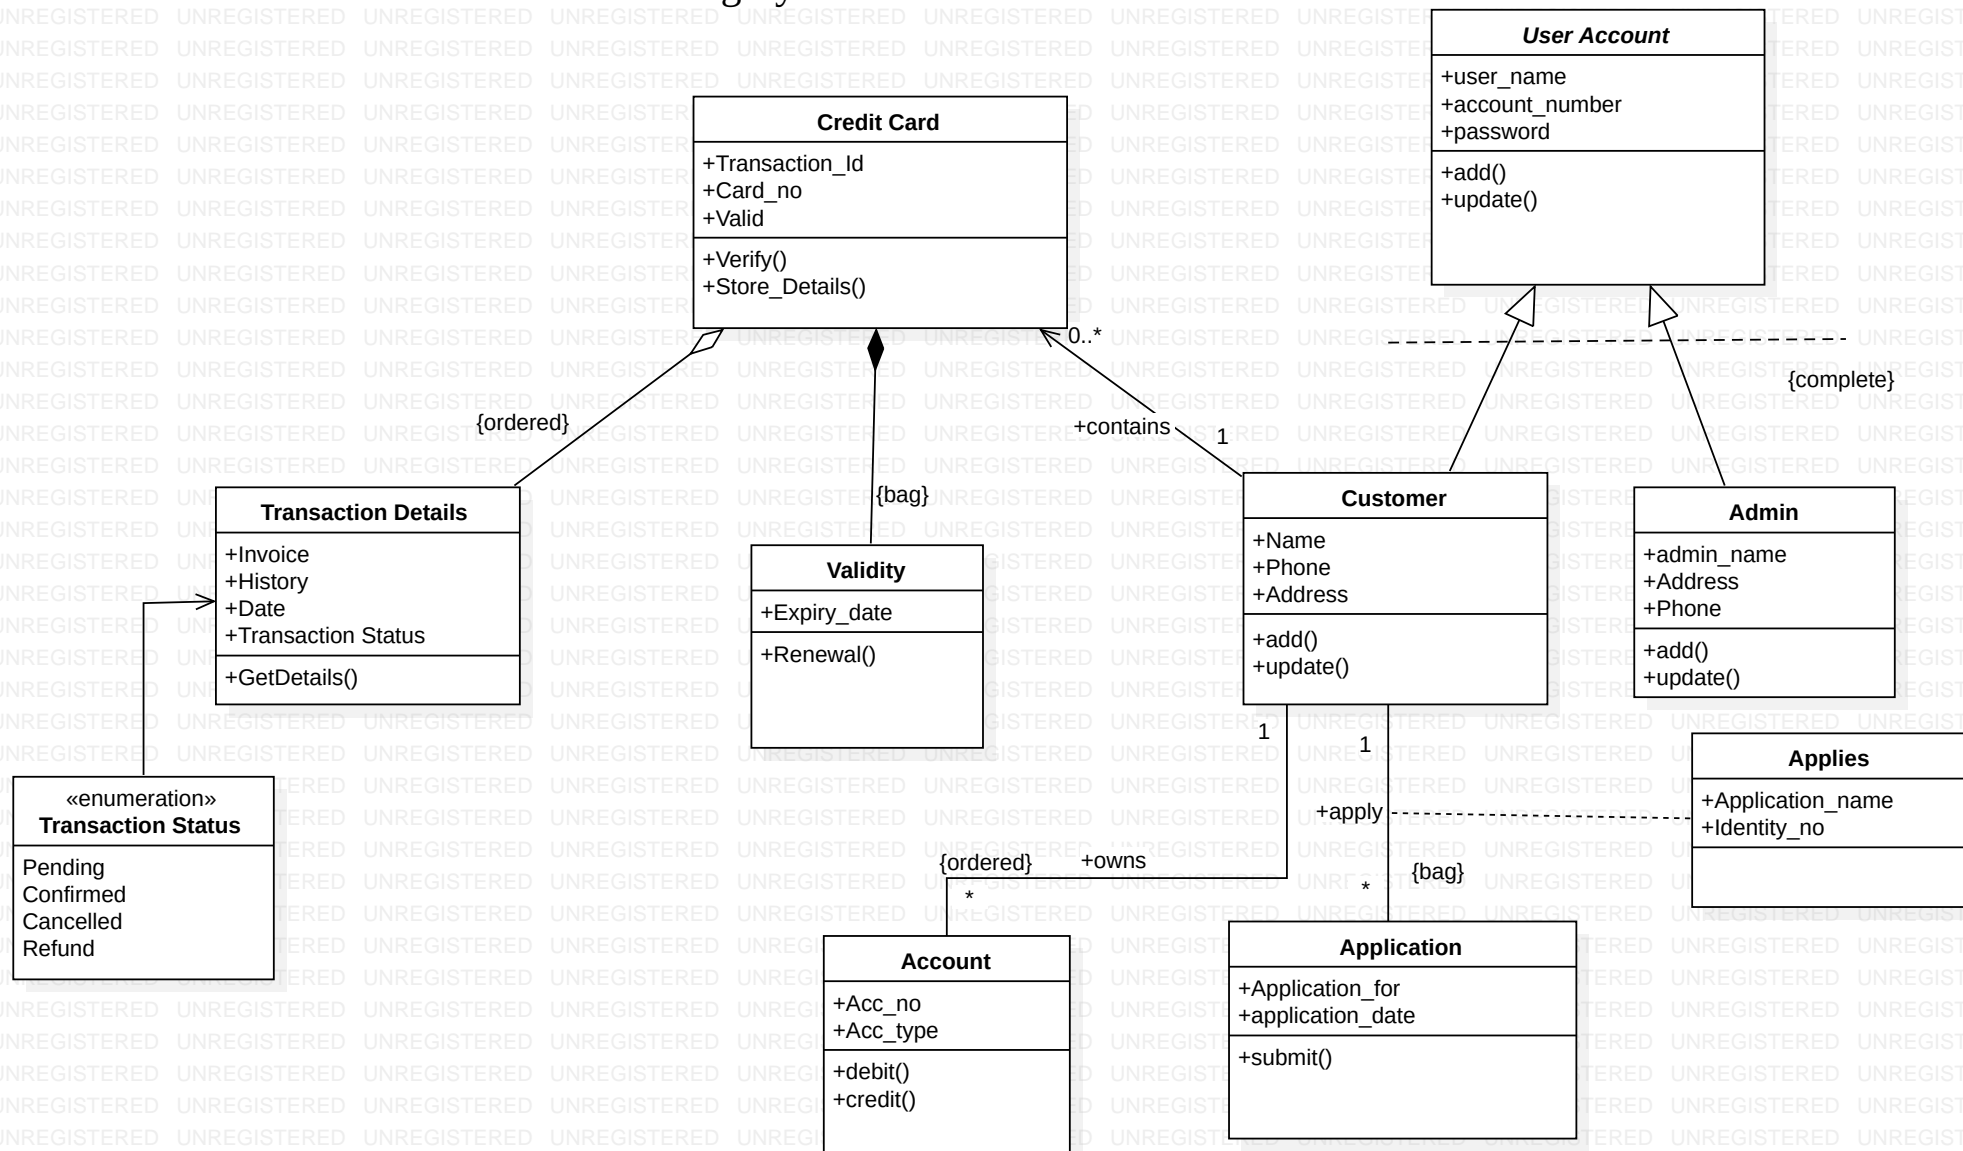 User Account
+user_name
+account_number
+password
+add()
+update()
Credit Card
+Transaction_Id
+Card_no
+Valid
+Verify()
+Store_Details()
0..*
{complete}
{ordered}
+contains
1
{bag}
Transaction Details
+Invoice
+History
+Date
+Transaction Status
+GetDetails()
Validity
+Expiry_date
+Renewal()
Customer
+Name
+Phone
+Address
+add()
+update()
Admin
+admin_name
+Address
+Phone
+add()
+update()
1
1
Applies
+Application_name
+Identity_no
+apply
«enumeration»
Transaction Status
Pending
Confirmed
Cancelled
Refund
{ordered}
+owns
*
{bag}
*
Account
+Acc_no
+Acc_type
+debit()
+credit()
Application
+Application_for
+application_date
+submit()
UNREGISTERED